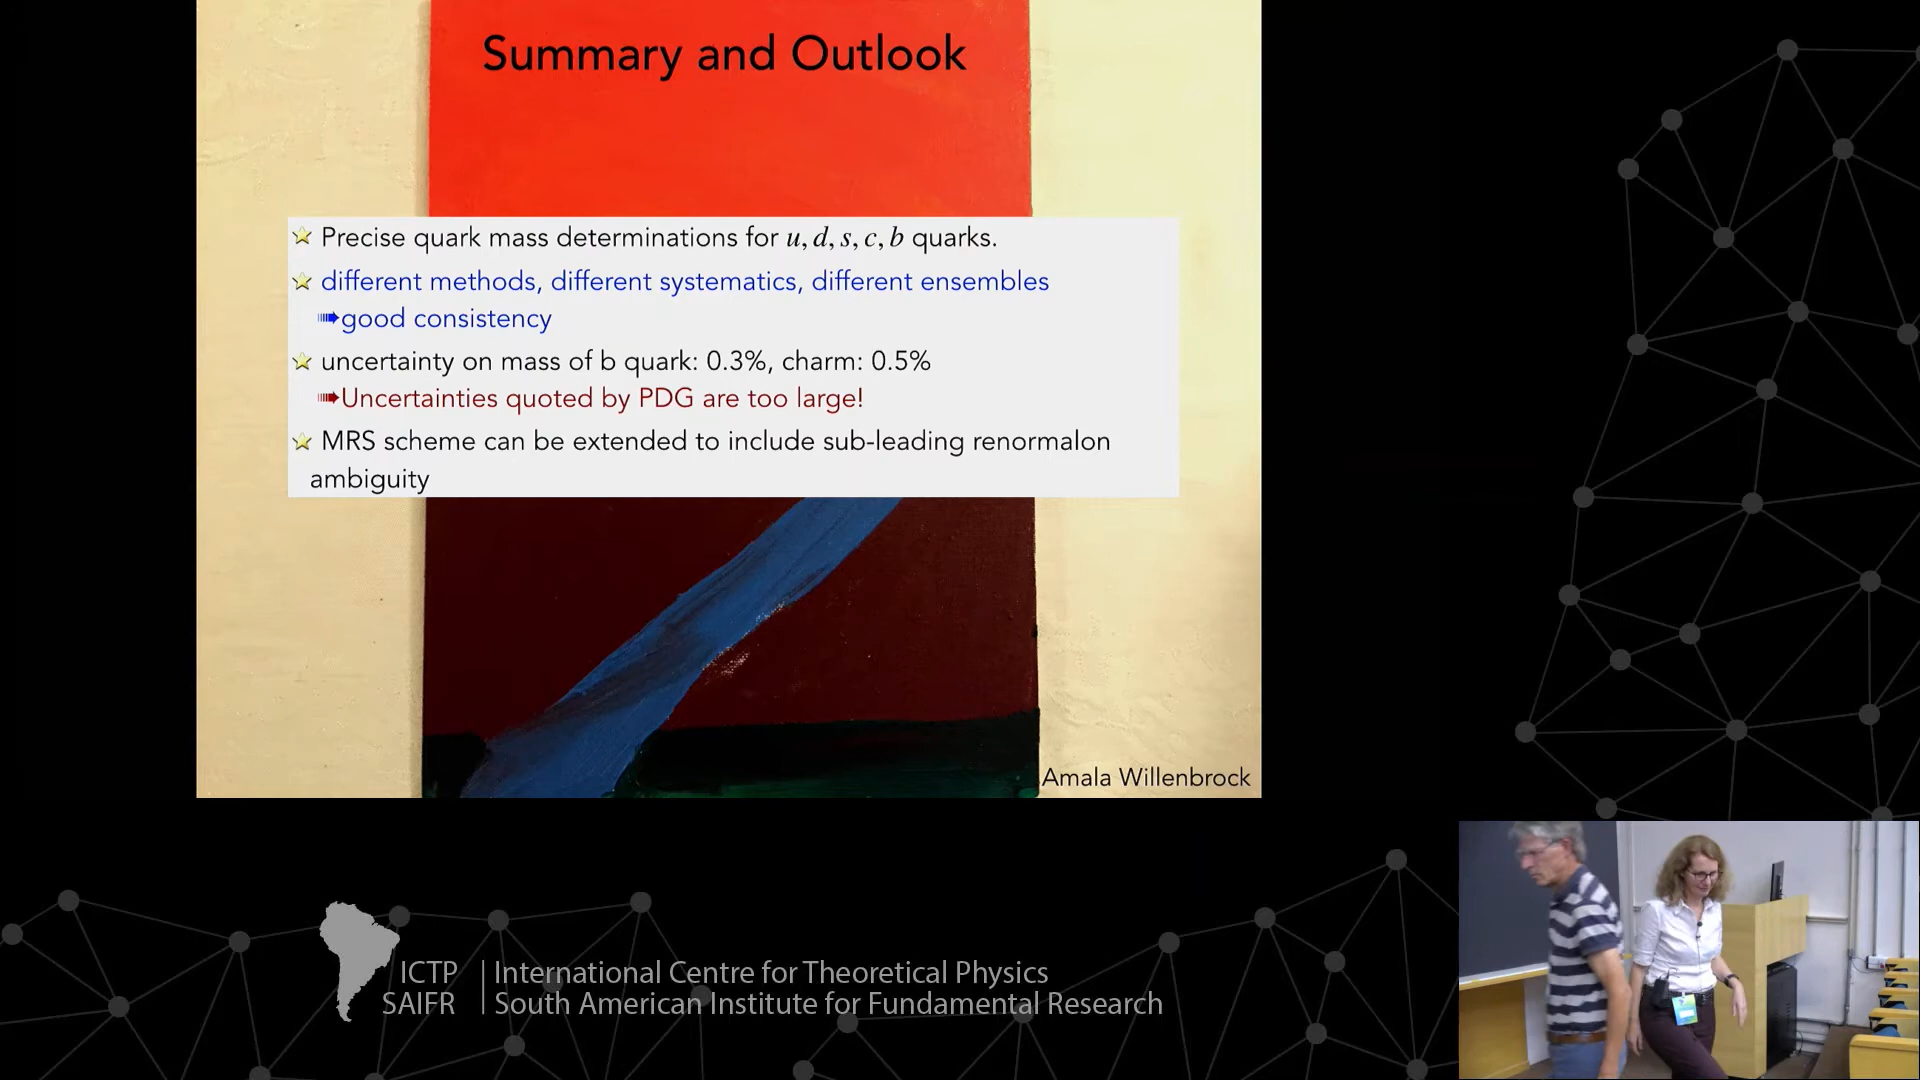 Summary and Outlook
Precise quark mass determinations for u, d, s, c, b quarks.
different methods, different systematics, different ensembles
➠good consistency
uncertainty on mass of b quark: 0.3%, charm: 0.5%
➠Uncertainties quoted by PDG are too large!
MRS scheme can be extended to include sub-leading renormalon
ambiguity
Amala Willenbrock
ICTP
SAIFR
International Centre for Theoretical Physics
South American Institute for Fundamental Research